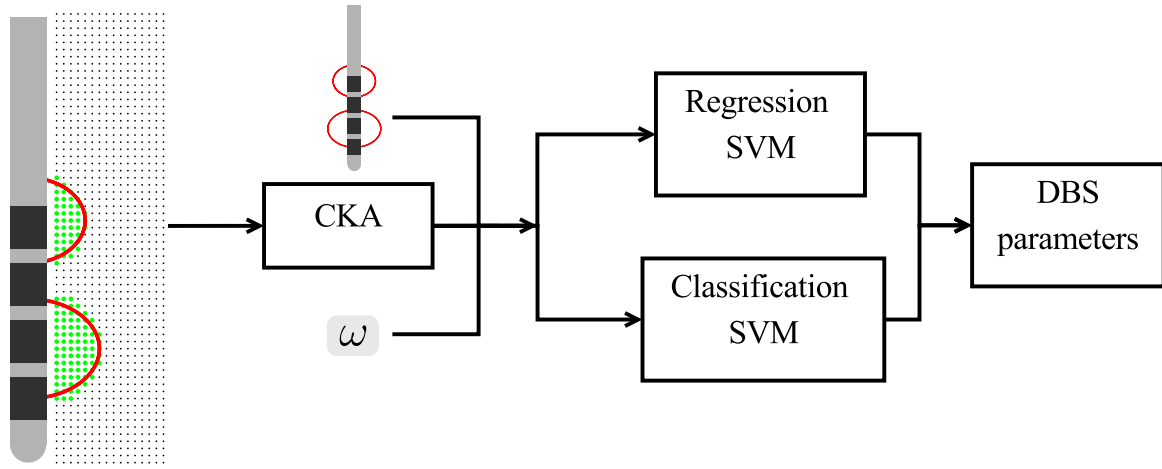 Regression
SVM
CKA
DBS
parameters
Classification
SVM
ω